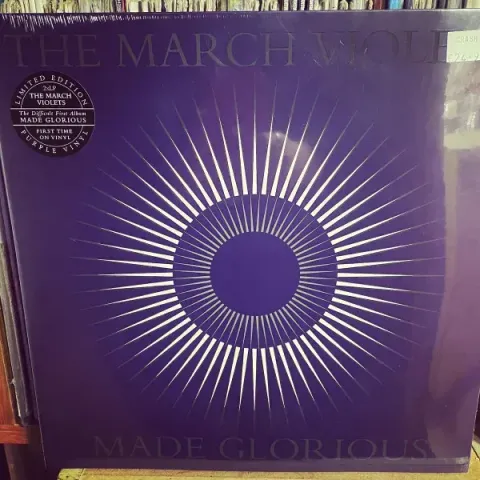 THE MARCH VIOLE
LIMITED EDITION
2xLP
THE MARCH
VIOLETS
The Difficult First Album
MADE GLORIOUS
FIRST TIME
ON VINYL
PURPLE VINYL
MADE GLORIOUS